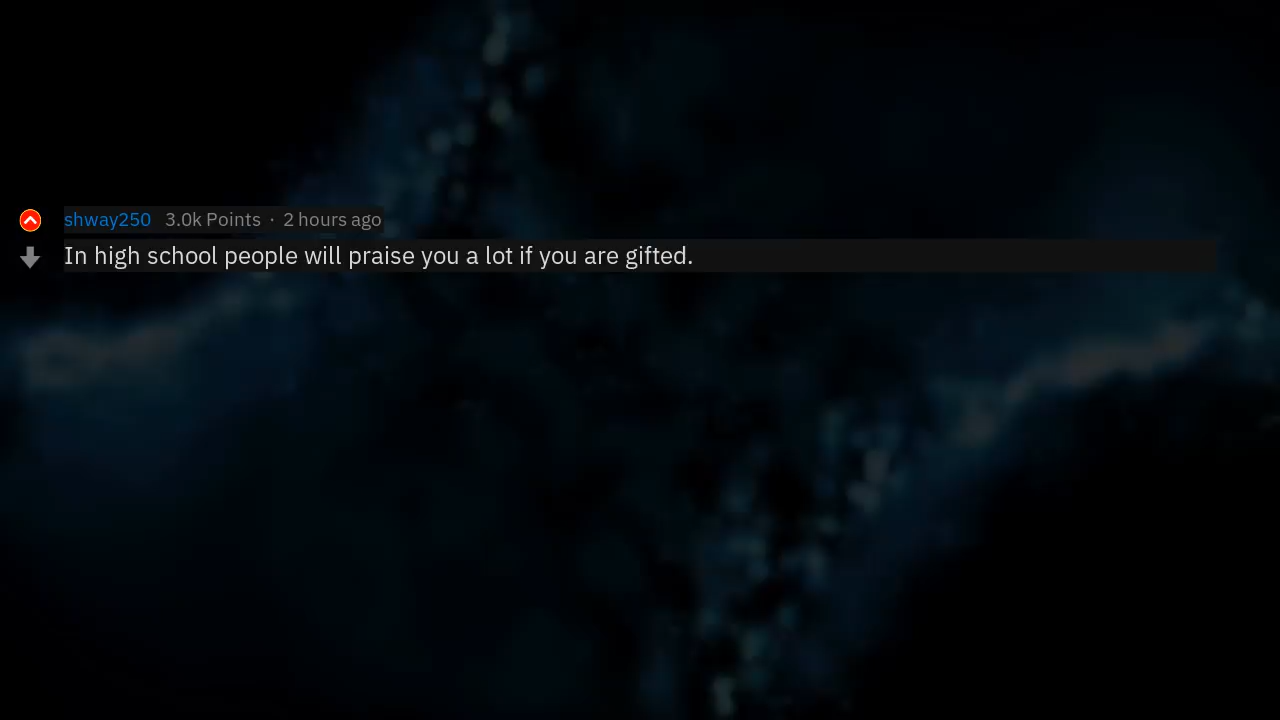 shway250 3.0k Points · 2 hours ago
In high school people will praise you a lot if you are gifted.